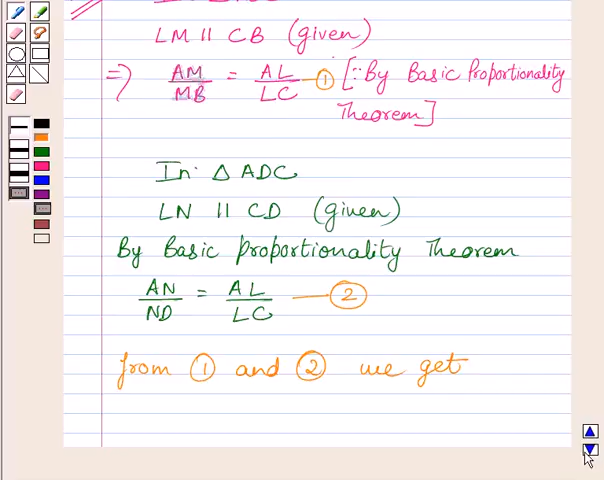 LM || CB (given)
=> AM/MB = AL/LC — ① [∵ By Basic Proportionality
Theorem]
In △ ADC
LN || CD (given)
By Basic proportionality Theorem
AN/ND = AL/LC — ②
from ① and ② we get